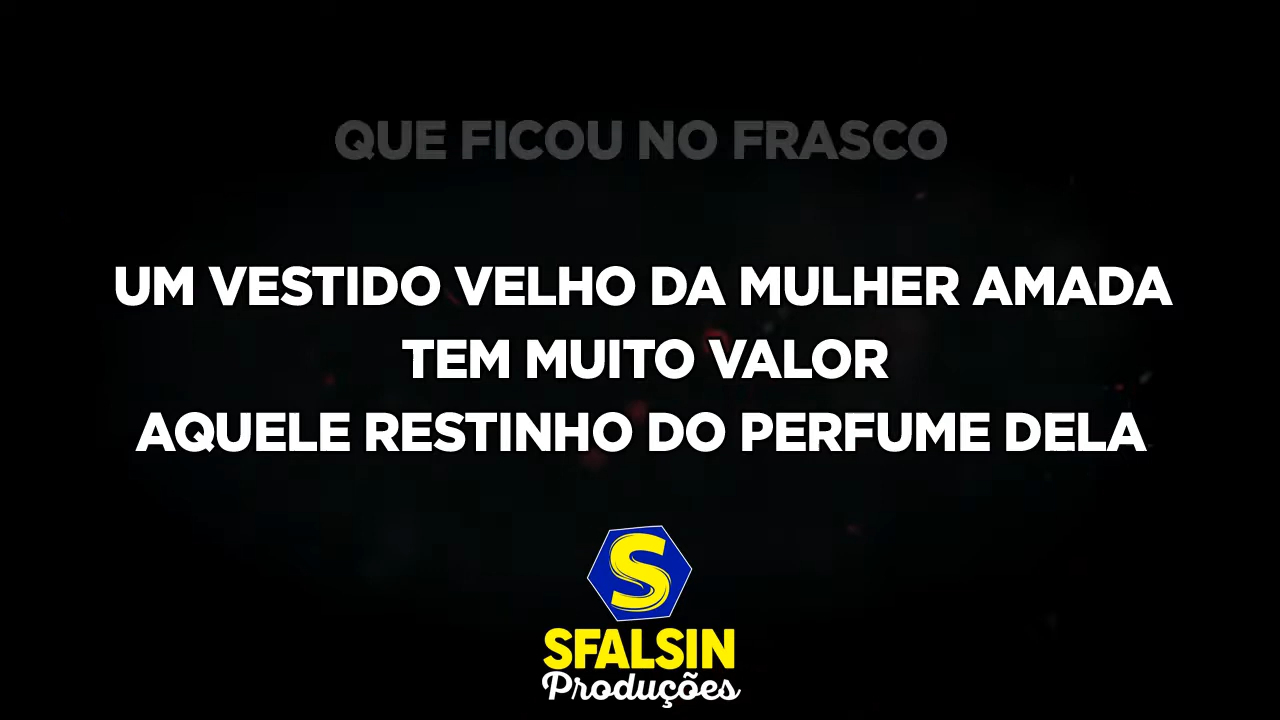 QUE FICOU NO FRASCO
UM VESTIDO VELHO DA MULHER AMADA
TEM MUITO VALOR
AQUELE RESTINHO DO PERFUME DELA
S
SFALSIN
Produções